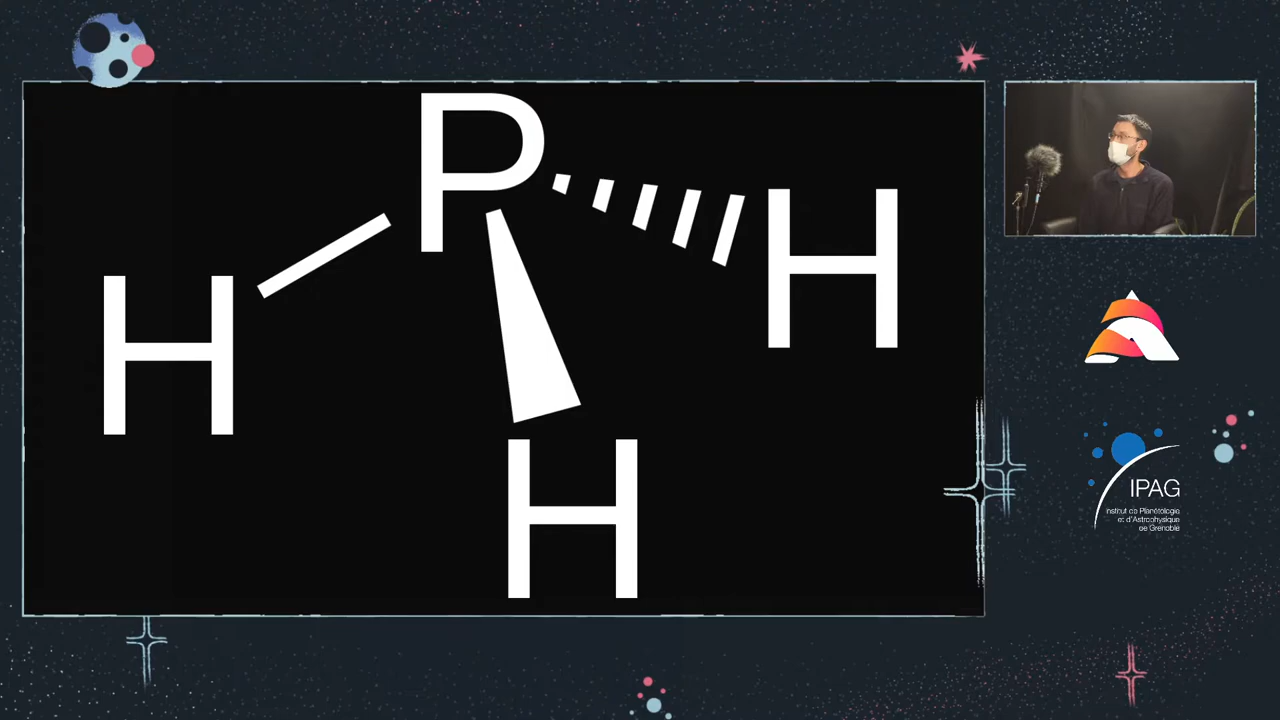 P
H
H
H
IPAG
Institut de Planétologie
et d'Astrophysique
de Grenoble